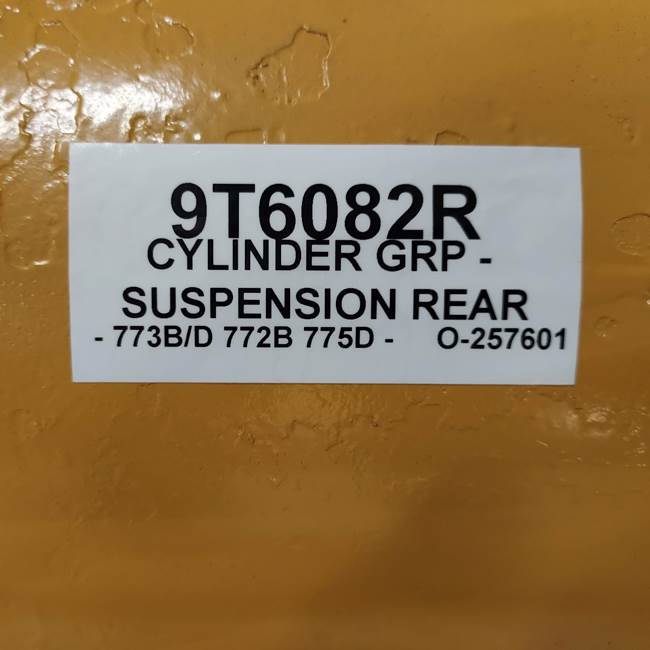 9T6082R
CYLINDER GRP -
SUSPENSION REAR
- 773B/D 772B 775D - O-257601